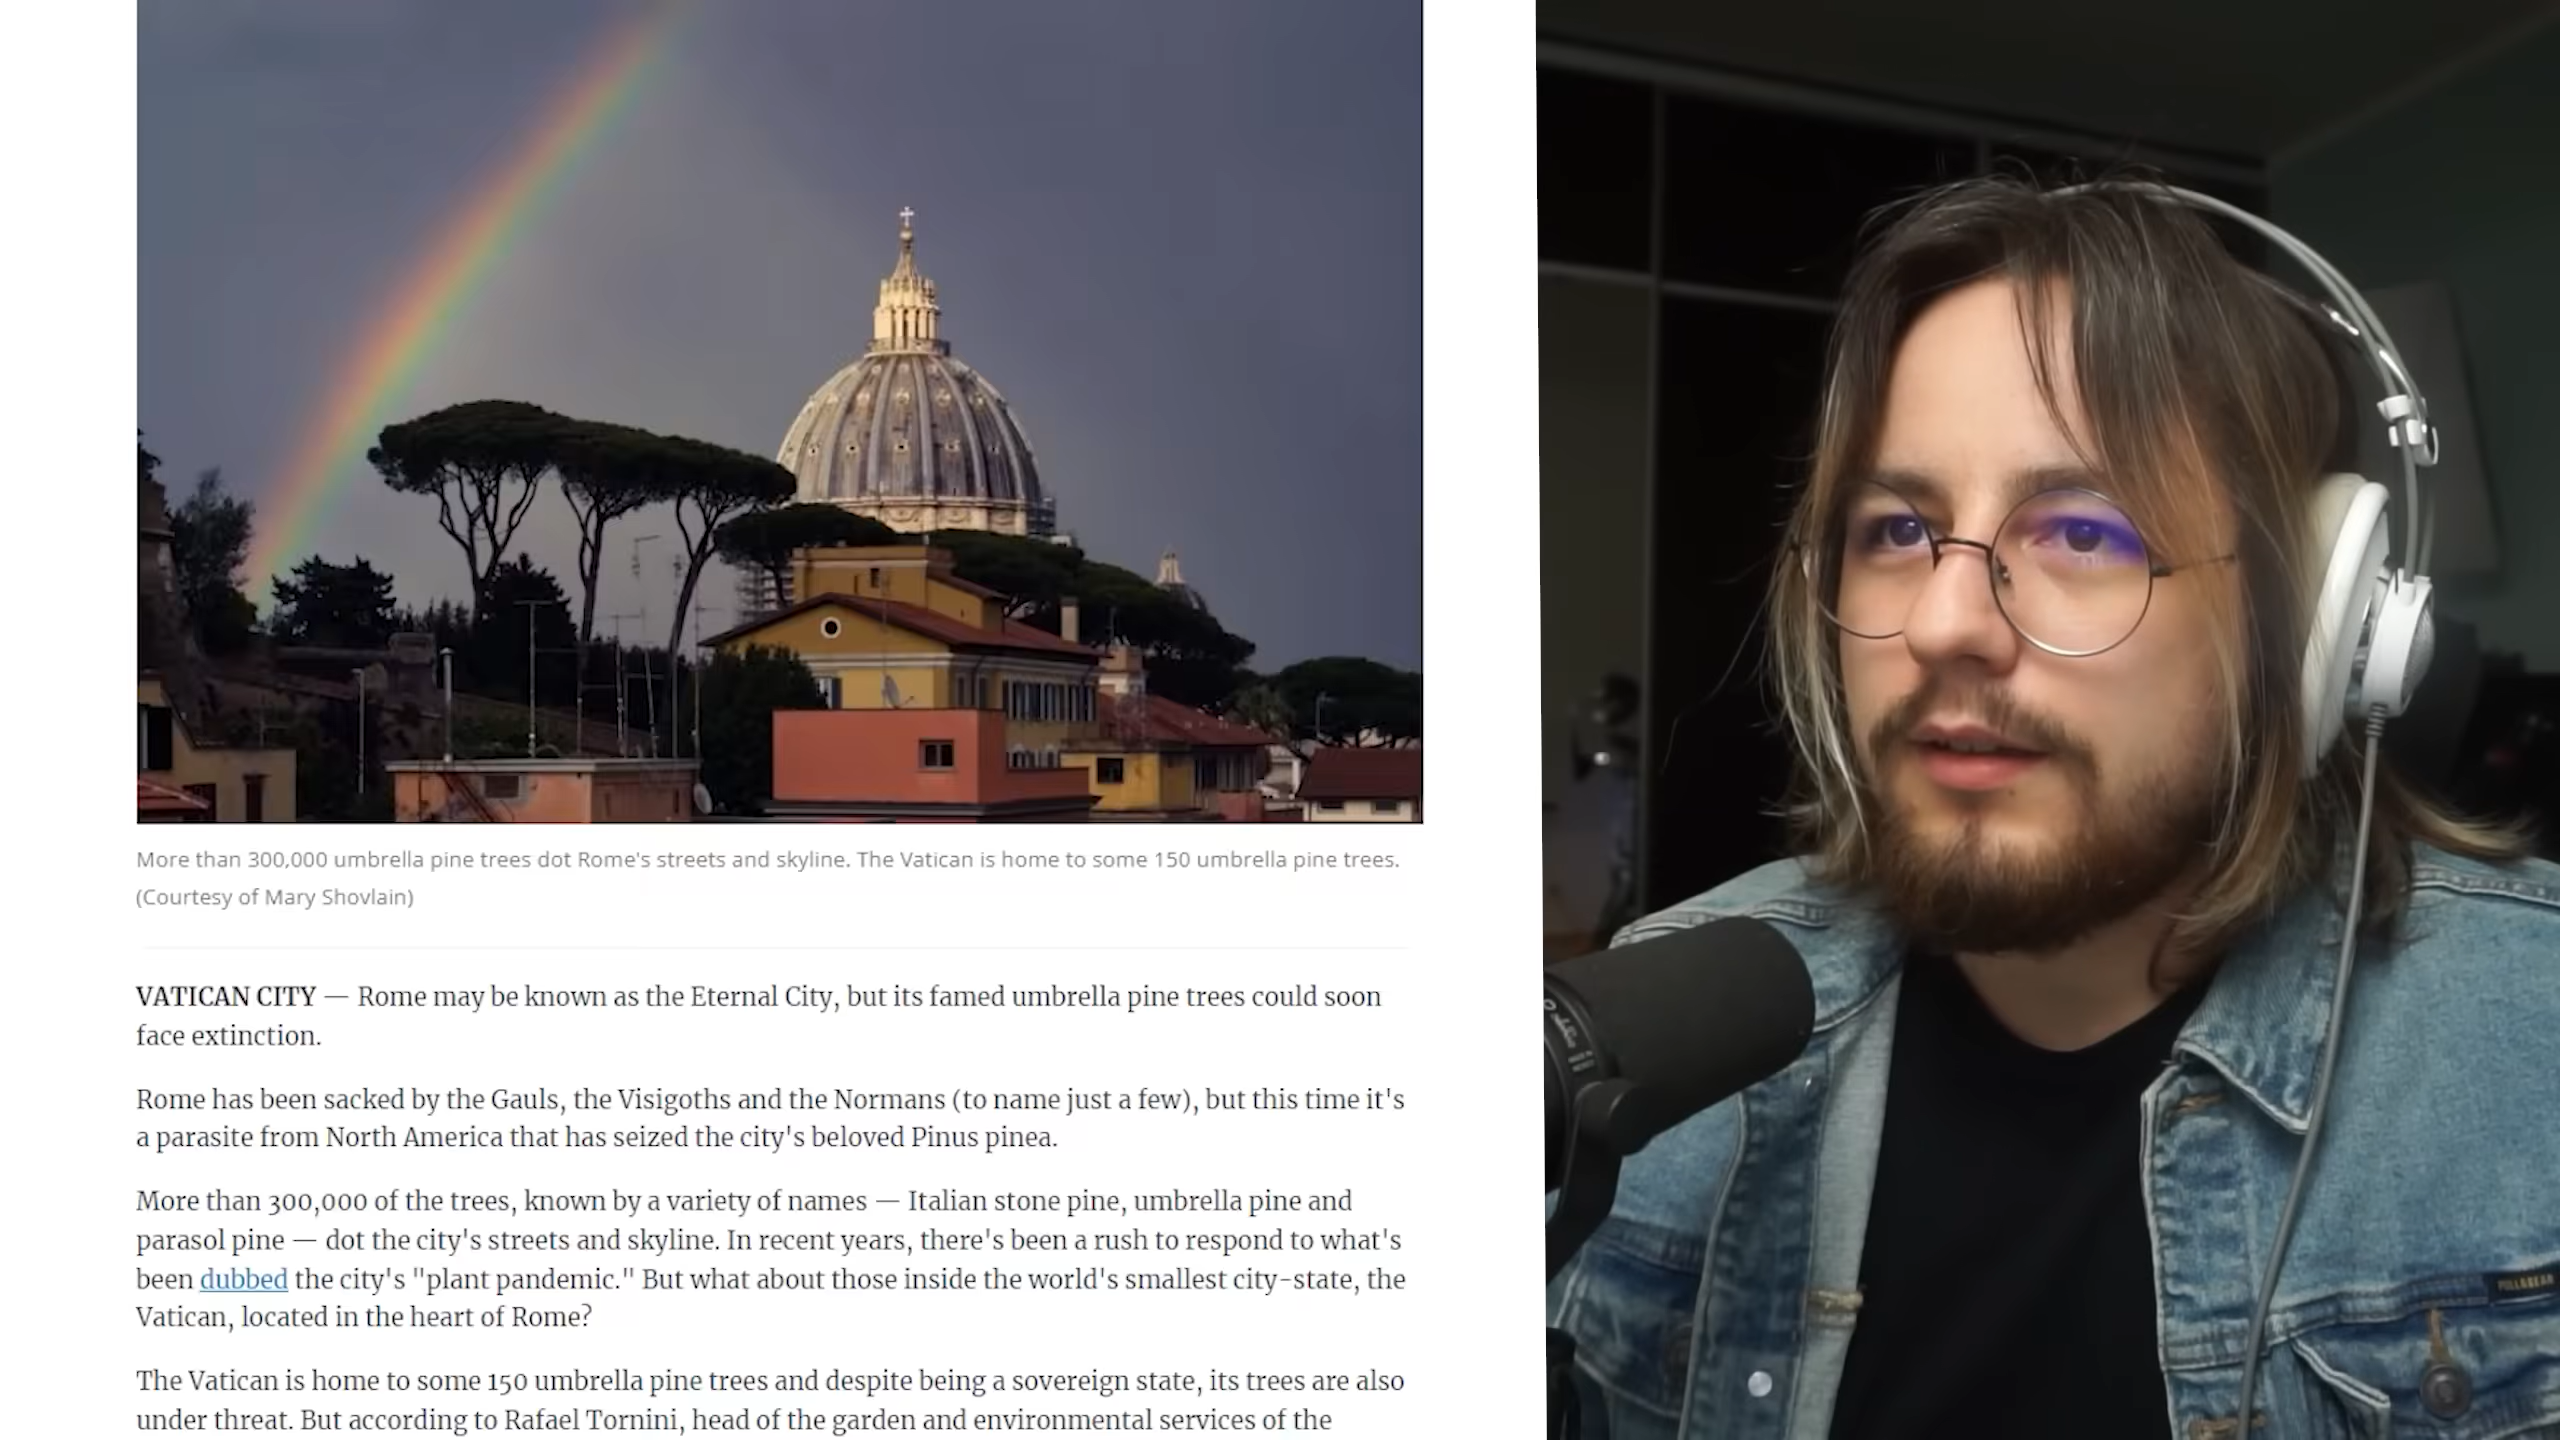 More than 300,000 umbrella pine trees dot Rome's streets and skyline. The Vatican is home to some 150 umbrella pine trees.
(Courtesy of Mary Shovlain)
VATICAN CITY — Rome may be known as the Eternal City, but its famed umbrella pine trees could soon
face extinction.
Rome has been sacked by the Gauls, the Visigoths and the Normans (to name just a few), but this time it's
a parasite from North America that has seized the city's beloved Pinus pinea.
More than 300,000 of the trees, known by a variety of names — Italian stone pine, umbrella pine and
parasol pine — dot the city's streets and skyline. In recent years, there's been a rush to respond to what's
been dubbed the city's "plant pandemic." But what about those inside the world's smallest city-state, the
Vatican, located in the heart of Rome?
The Vatican is home to some 150 umbrella pine trees and despite being a sovereign state, its trees are also
under threat. But according to Rafael Tornini, head of the garden and environmental services of the
PULL&BEAR